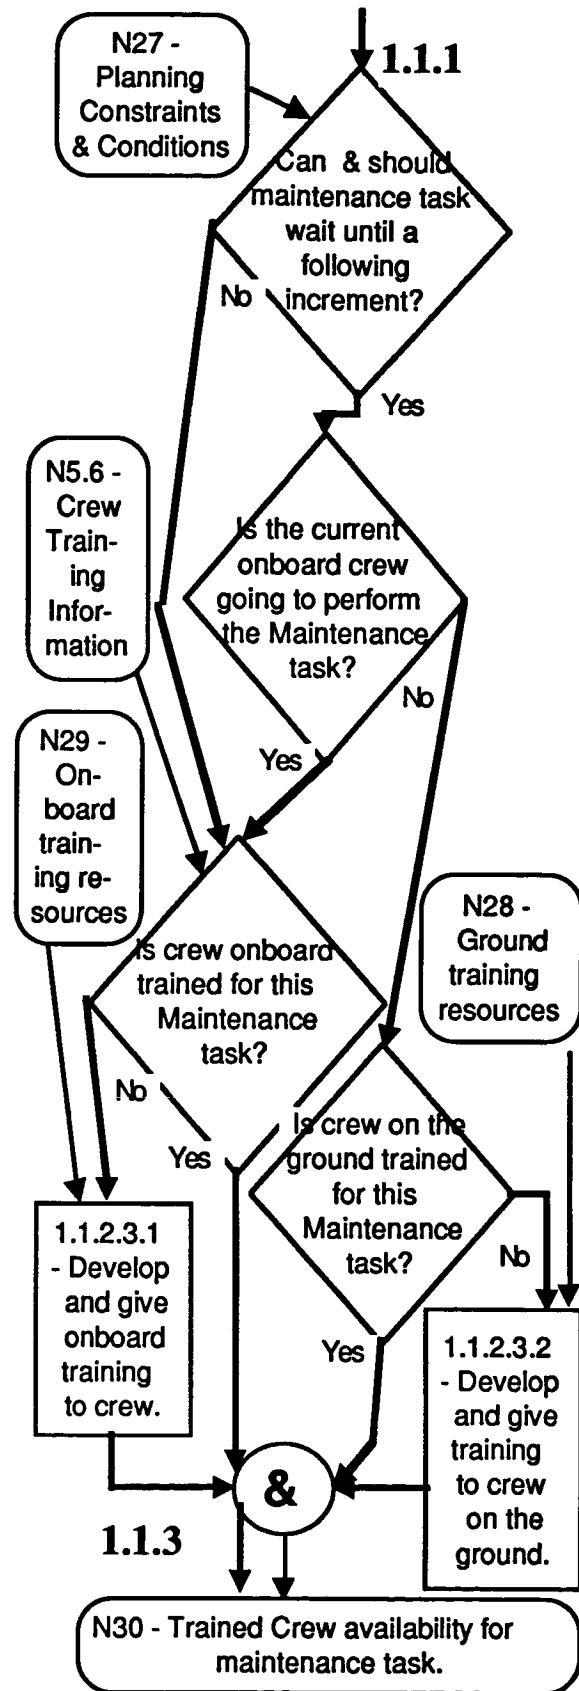 N27 -
Planning
Constraints
& Conditions
1.1.1
Can & should
maintenance task
wait until a
following
increment?
No
Yes
N5.6 -
Crew
Train-
ing
Infor-
mation
Is the current
onboard crew
going to perform
the Maintenance
task?
No
Yes
N29 -
On-
board
train-
ing re-
sources
N28 -
Ground
training
resources
Is crew onboard
trained for this
Maintenance
task?
No
Yes
Is crew on the
ground trained
for this
Maintenance
task?
No
Yes
1.1.2.3.1
- Develop
and give
onboard
training
to crew.
1.1.2.3.2
- Develop
and give
training
to crew
on the
ground.
&
1.1.3
N30 - Trained Crew availability for
maintenance task.